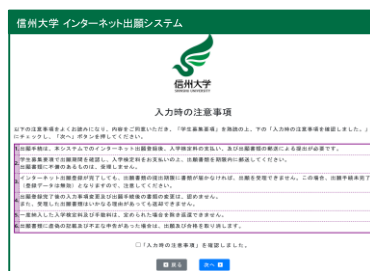 信州大学 インターネット出願システム
信州大学
SHINSHU UNIVERSITY
入力時の注意事項
以下の注意事項をよくお読みになり、内容をご同意いただき、「学生募集要項」を熟読の上、下の「入力時の注意事項を確認しました。」
にチェックし、「次へ」ボタンを押してください。
1. 出願手続は、本システムでのインターネット出願登録後、入学検定料の支払い、及び出願書類の郵送による提出が必要です。
2. 学生募集要項で出願期間を確認し、入学検定料をお支払いの上、出願書類を期限内に郵送してください。
出願書類に不備のあるものは、受理しません。
3. インターネット出願登録が完了しても、出願書類の提出期限に書類が届かなければ、出願を受理できません。この場合、出願手続未完了
（登録データは無効）となりますので、注意してください。
4. 出願登録完了後の入力事項変更及び出願手続後の書類の変更は、認めません。
また、受理した出願書類はいかなる理由があっても返却できません。
5. 一度納入した入学検定料及び手数料は、定められた場合を除き返還できません。
6. 出願書類に虚偽の記載及び不正な申告があった場合は、出願及び合格を取り消します。
「入力時の注意事項」を確認しました。
戻る 次へ